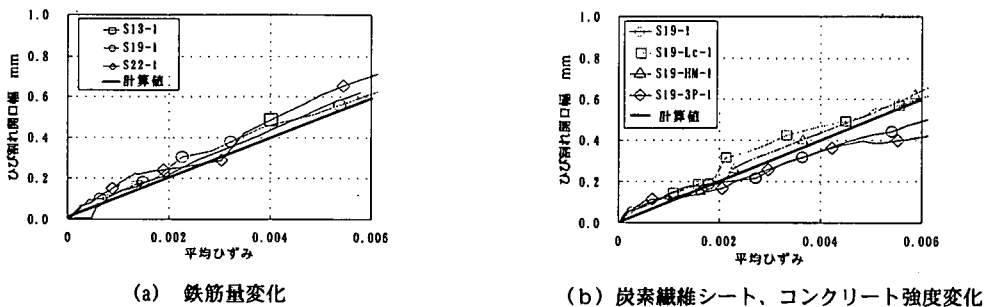 1.0
0.8
0.6
0.4
0.2
0.0
ひび割れ開口幅 mm
S13-1
S19-1
S22-1
計算値
0
0.002
0.004
0.006
平均ひずみ
(a) 鉄筋量変化
1.0
0.8
0.6
0.4
0.2
0.0
ひび割れ開口幅 mm
S19-1
S19-Lc-1
S19-HM-1
S19-3P-1
計算値
0
0.002
0.004
0.006
平均ひずみ
(b) 炭素繊維シート、コンクリート強度変化